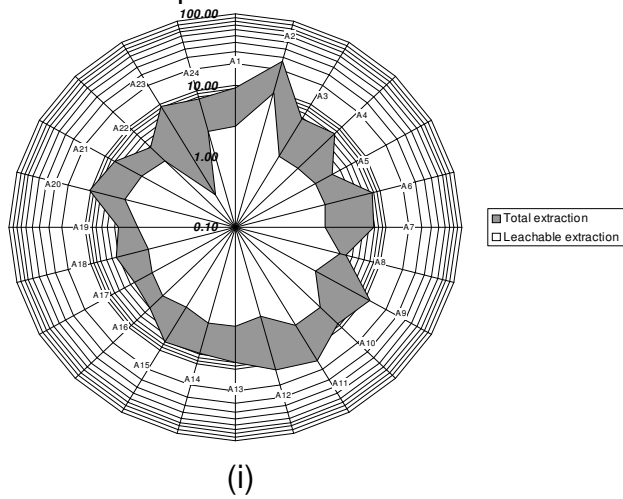 100.00
A1
A2
A3
A4
A5
A6
A7
A8
A9
A10
A11
A12
A13
A14
A15
A16
A17
A18
A19
A20
A21
A22
A23
A24
10.00
1.00
0.10
Total extraction
Leachable extraction
(i)